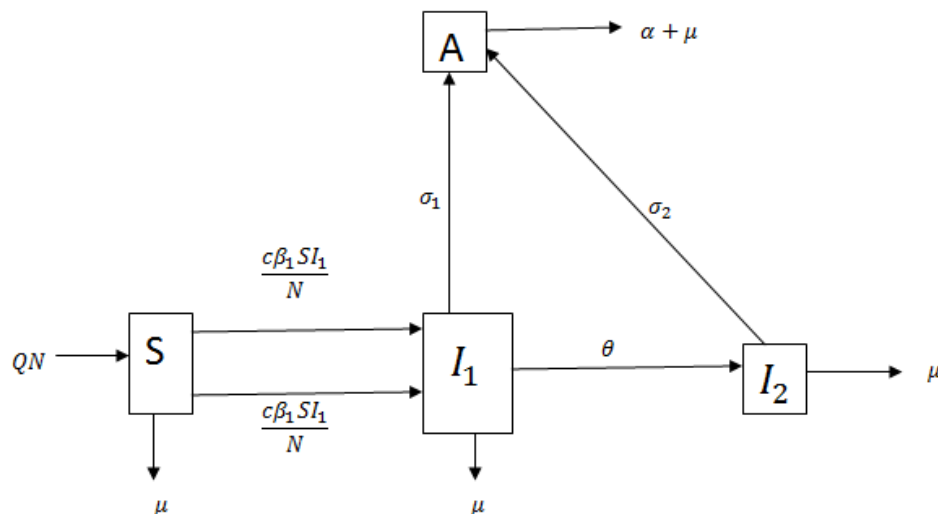 A
α + μ
σ₁
σ₂
cβ₁SI₁
N
QN
S
I₁
θ
I₂
μ
cβ₁SI₁
N
μ
μ